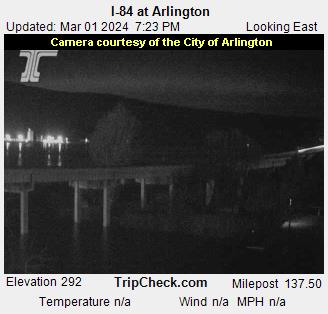 I-84 at Arlington
Updated: Mar 01 2024 7:23 PM Looking East
Camera courtesy of the City of Arlington
Elevation 292 TripCheck.com Milepost 137.50
Temperature n/a Wind n/a MPH n/a